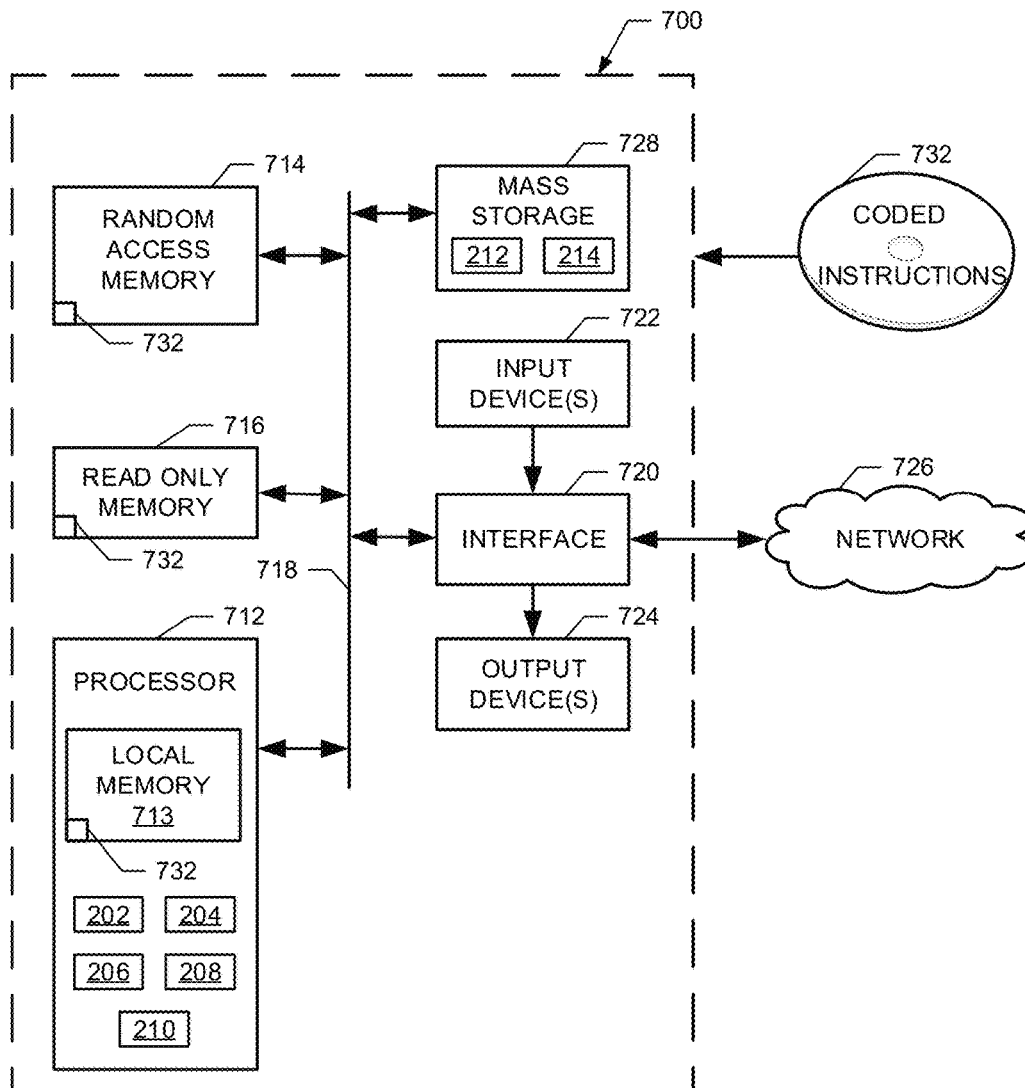 700
714
RANDOM
ACCESS
MEMORY
732
728
MASS
STORAGE
212 214
732
CODED
INSTRUCTIONS
722
INPUT
DEVICE(S)
716
READ ONLY
MEMORY
732
720
INTERFACE
726
NETWORK
718
712
PROCESSOR
LOCAL
MEMORY
713
732
202 204
206 208
210
724
OUTPUT
DEVICE(S)